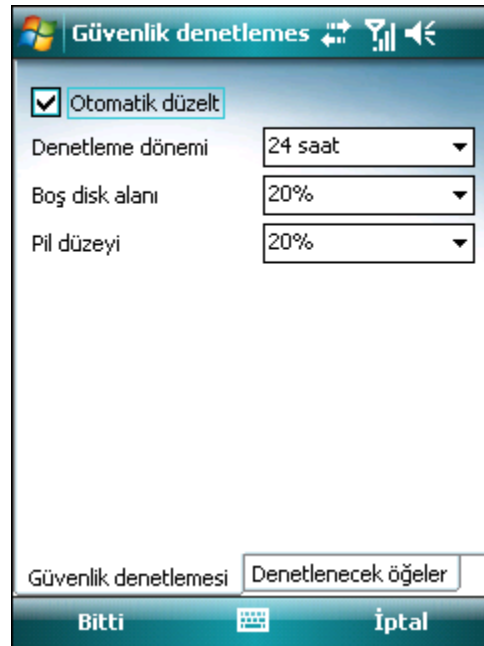 Güvenlik denetlemes
Otomatik düzelt
Denetleme dönemi 24 saat
Boş disk alanı 20%
Pil düzeyi 20%
Güvenlik denetlemesi Denetlenecek öğeler
Bitti İptal